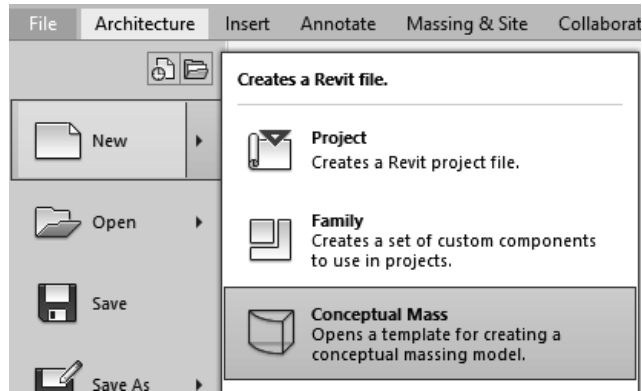 File Architecture Insert Annotate Massing & Site Collaborat
Creates a Revit file.
New
Project
Creates a Revit project file.
Open
Family
Creates a set of custom components
to use in projects.
Save
Conceptual Mass
Opens a template for creating a
conceptual massing model.
Save As